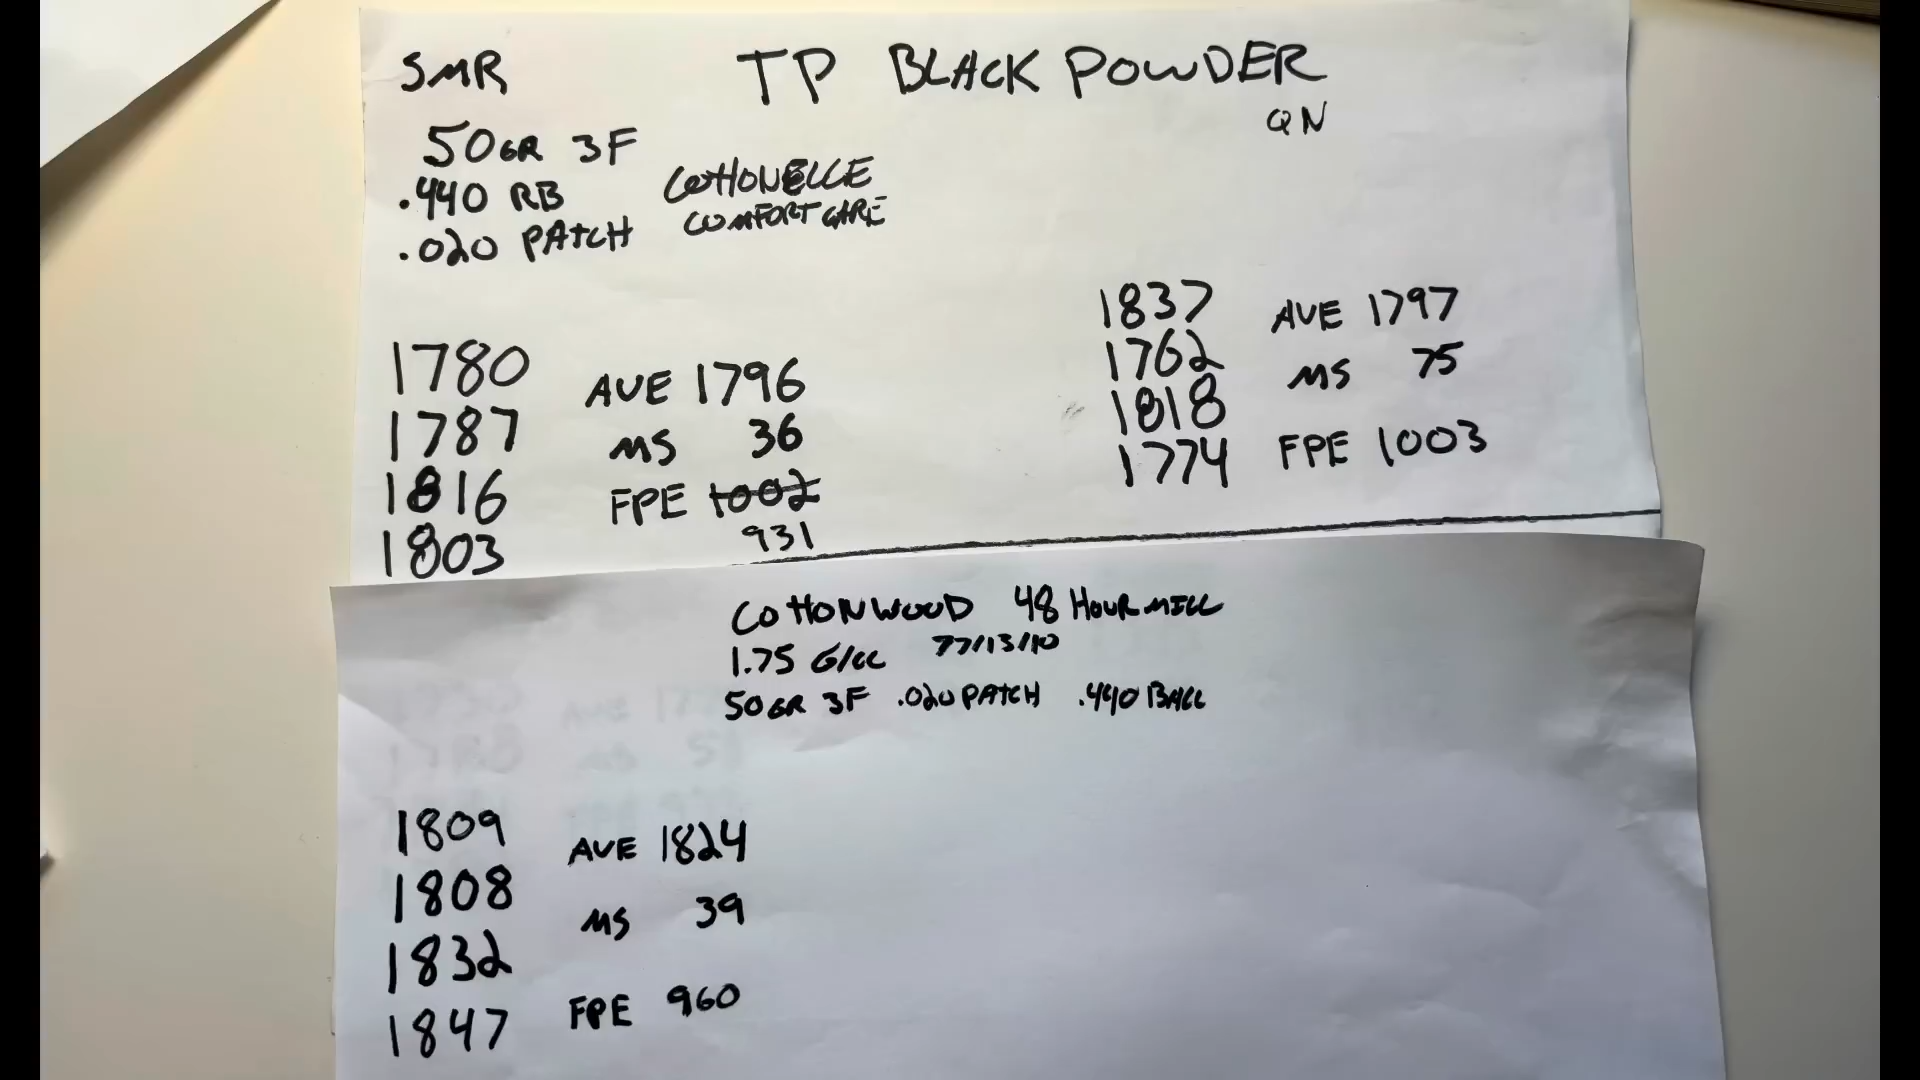 SMR
TP BLACK POWDER
QN
50GR 3F
.440 RB
.020 PATCH
COTTONELLE
COMFORT CARE
1780
1787
1816
1803
AVE 1796
MS 36
FPE 1002
931
1837
1762
1818
1774
AVE 1797
MS 75
FPE 1003
COTTONWOOD 48 HOUR MILL
1.75 G/CC 77/13/10
50GR 3F .020 PATCH .440 BALL
1809
1808
1832
1847
AVE 1824
MS 39
FPE 960